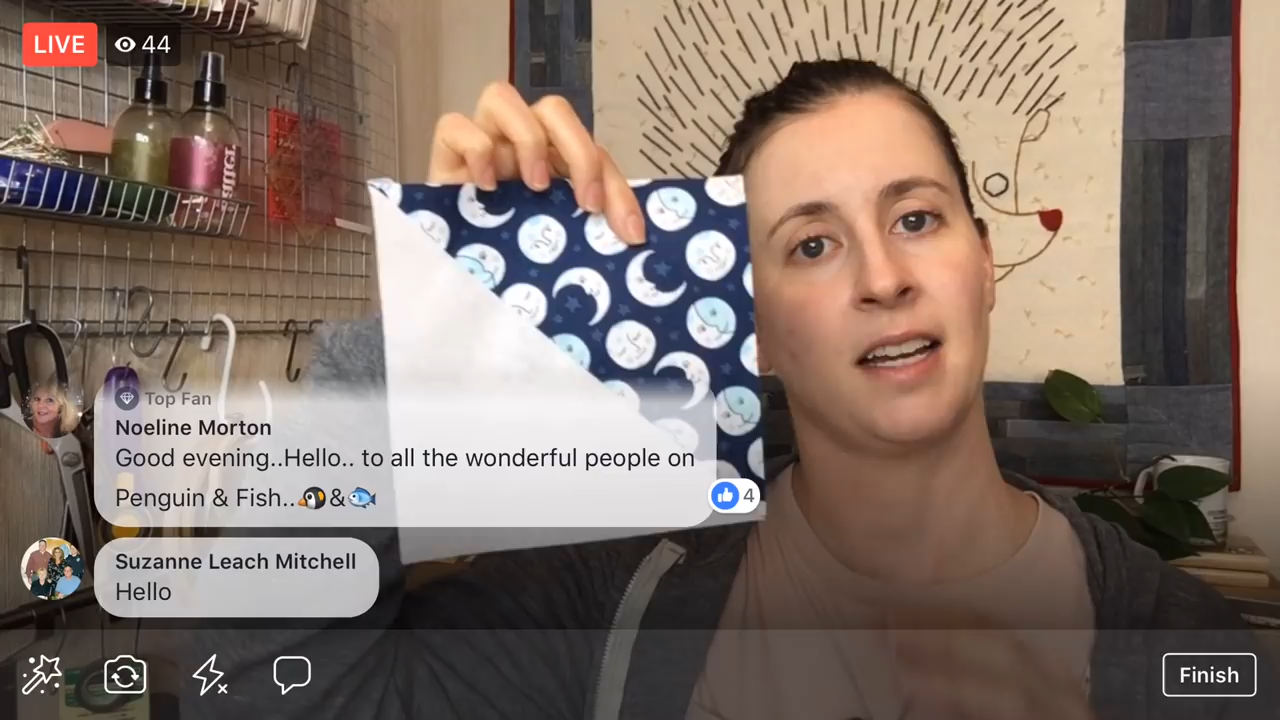 LIVE
44
Top Fan
Noeline Morton
Good evening..Hello.. to all the wonderful people on
Penguin & Fish..🐧&🐟
4
Suzanne Leach Mitchell
Hello
Finish